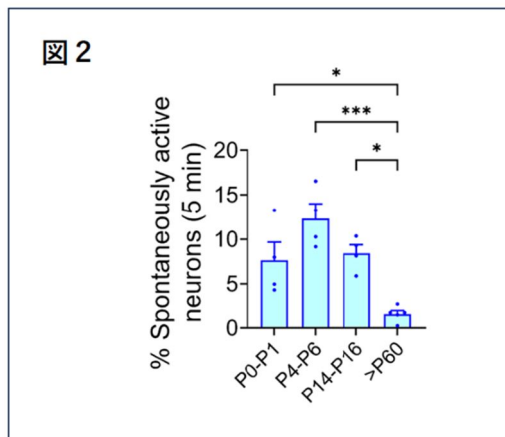 図2
*
***
*
% Spontaneously active
neurons (5 min)
20
15
10
5
0
P0-P1
P4-P6
P14-P16
>P60